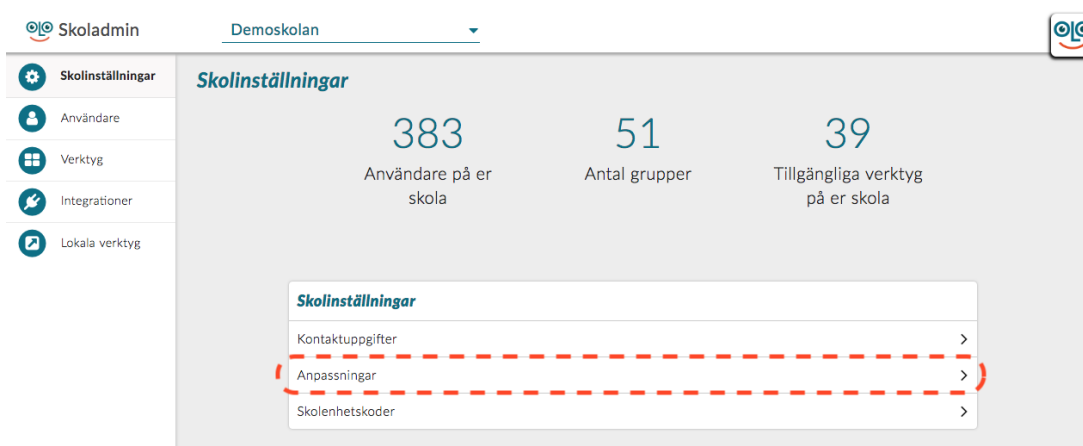 Skoladmin
Demoskolan
Skolinställningar
Användare
Verktyg
Integrationer
Lokala verktyg
Skolinställningar
383
Användare på er
skola
51
Antal grupper
39
Tillgängliga verktyg
på er skola
Skolinställningar
Kontaktuppgifter
Anpassningar
Skolenhetskoder